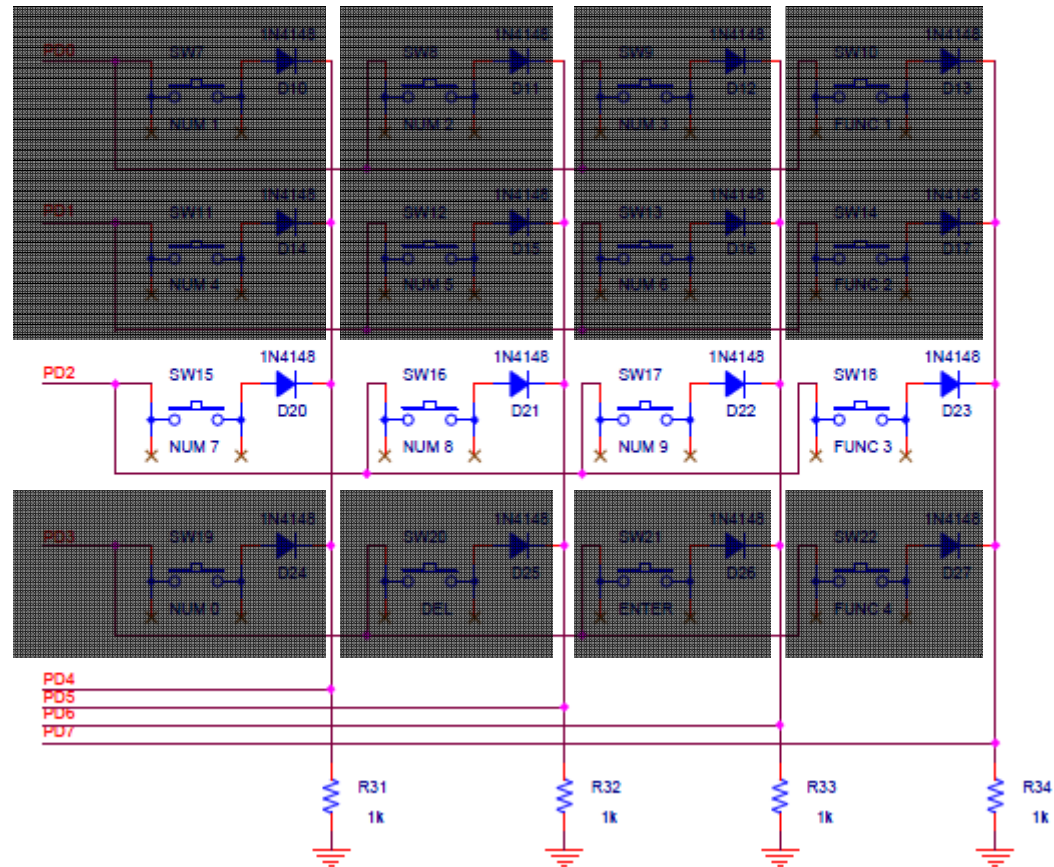 1N4148 1N4148 1N4148 1N4148
PD0 SW7 SW8 SW9 SW10
D10 D11 D12 D13
NUM 1 NUM 2 NUM 3 FUNC 1
1N4148 1N4148 1N4148 1N4148
PD1 SW11 SW12 SW13 SW14
D14 D15 D16 D17
NUM 4 NUM 5 NUM 6 FUNC 2
1N4148 1N4148 1N4148 1N4148
PD2 SW15 SW16 SW17 SW18
D20 D21 D22 D23
NUM 7 NUM 8 NUM 9 FUNC 3
1N4148 1N4148 1N4148 1N4148
PD3 SW19 SW20 SW21 SW22
D24 D25 D26 D27
NUM 0 DEL ENTER FUNC 4
PD4
PD5
PD6
PD7
R31 R32 R33 R34
1k 1k 1k 1k